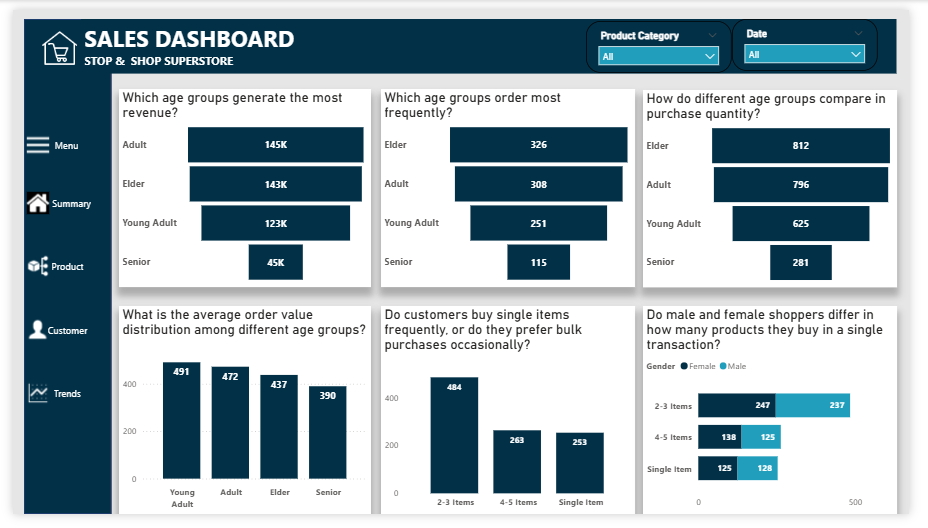 SALES DASHBOARD
STOP & SHOP SUPERSTORE
Product Category
All
Date
All
Menu
Summary
Product
Customer
Trends
Which age groups generate the most
revenue?
Adult
145K
Elder
143K
Young Adult
123K
Senior
45K
Which age groups order most
frequently?
Elder
326
Adult
308
Young Adult
251
Senior
115
How do different age groups compare in
purchase quantity?
Elder
812
Adult
796
Young Adult
625
Senior
281
What is the average order value
distribution among different age groups?
400
200
0
491
472
437
390
Young
Adult
Adult
Elder
Senior
Do customers buy single items
frequently, or do they prefer bulk
purchases occasionally?
400
200
0
484
263
253
2-3 Items
4-5 Items
Single Item
Do male and female shoppers differ in
how many products they buy in a single
transaction?
Gender Female Male
2-3 Items
247
237
4-5 Items
138
125
Single Item
125
128
0
500